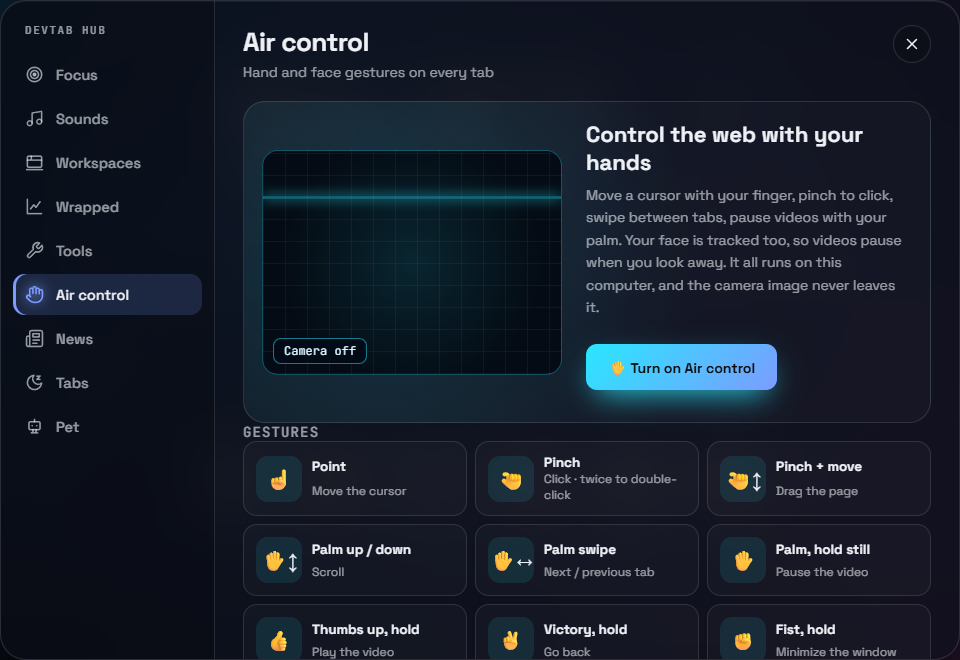 DEVTAB HUB
Focus
Sounds
Workspaces
Wrapped
Tools
Air control
News
Tabs
Pet
Air control
Hand and face gestures on every tab
Camera off
Control the web with your
hands
Move a cursor with your finger, pinch to click,
swipe between tabs, pause videos with your
palm. Your face is tracked too, so videos pause
when you look away. It all runs on this
computer, and the camera image never leaves
it.
Turn on Air control
GESTURES
Point
Move the cursor
Pinch
Click · twice to double-
click
Pinch + move
Drag the page
Palm up / down
Scroll
Palm swipe
Next / previous tab
Palm, hold still
Pause the video
Thumbs up, hold
Play the video
Victory, hold
Go back
Fist, hold
Minimize the window